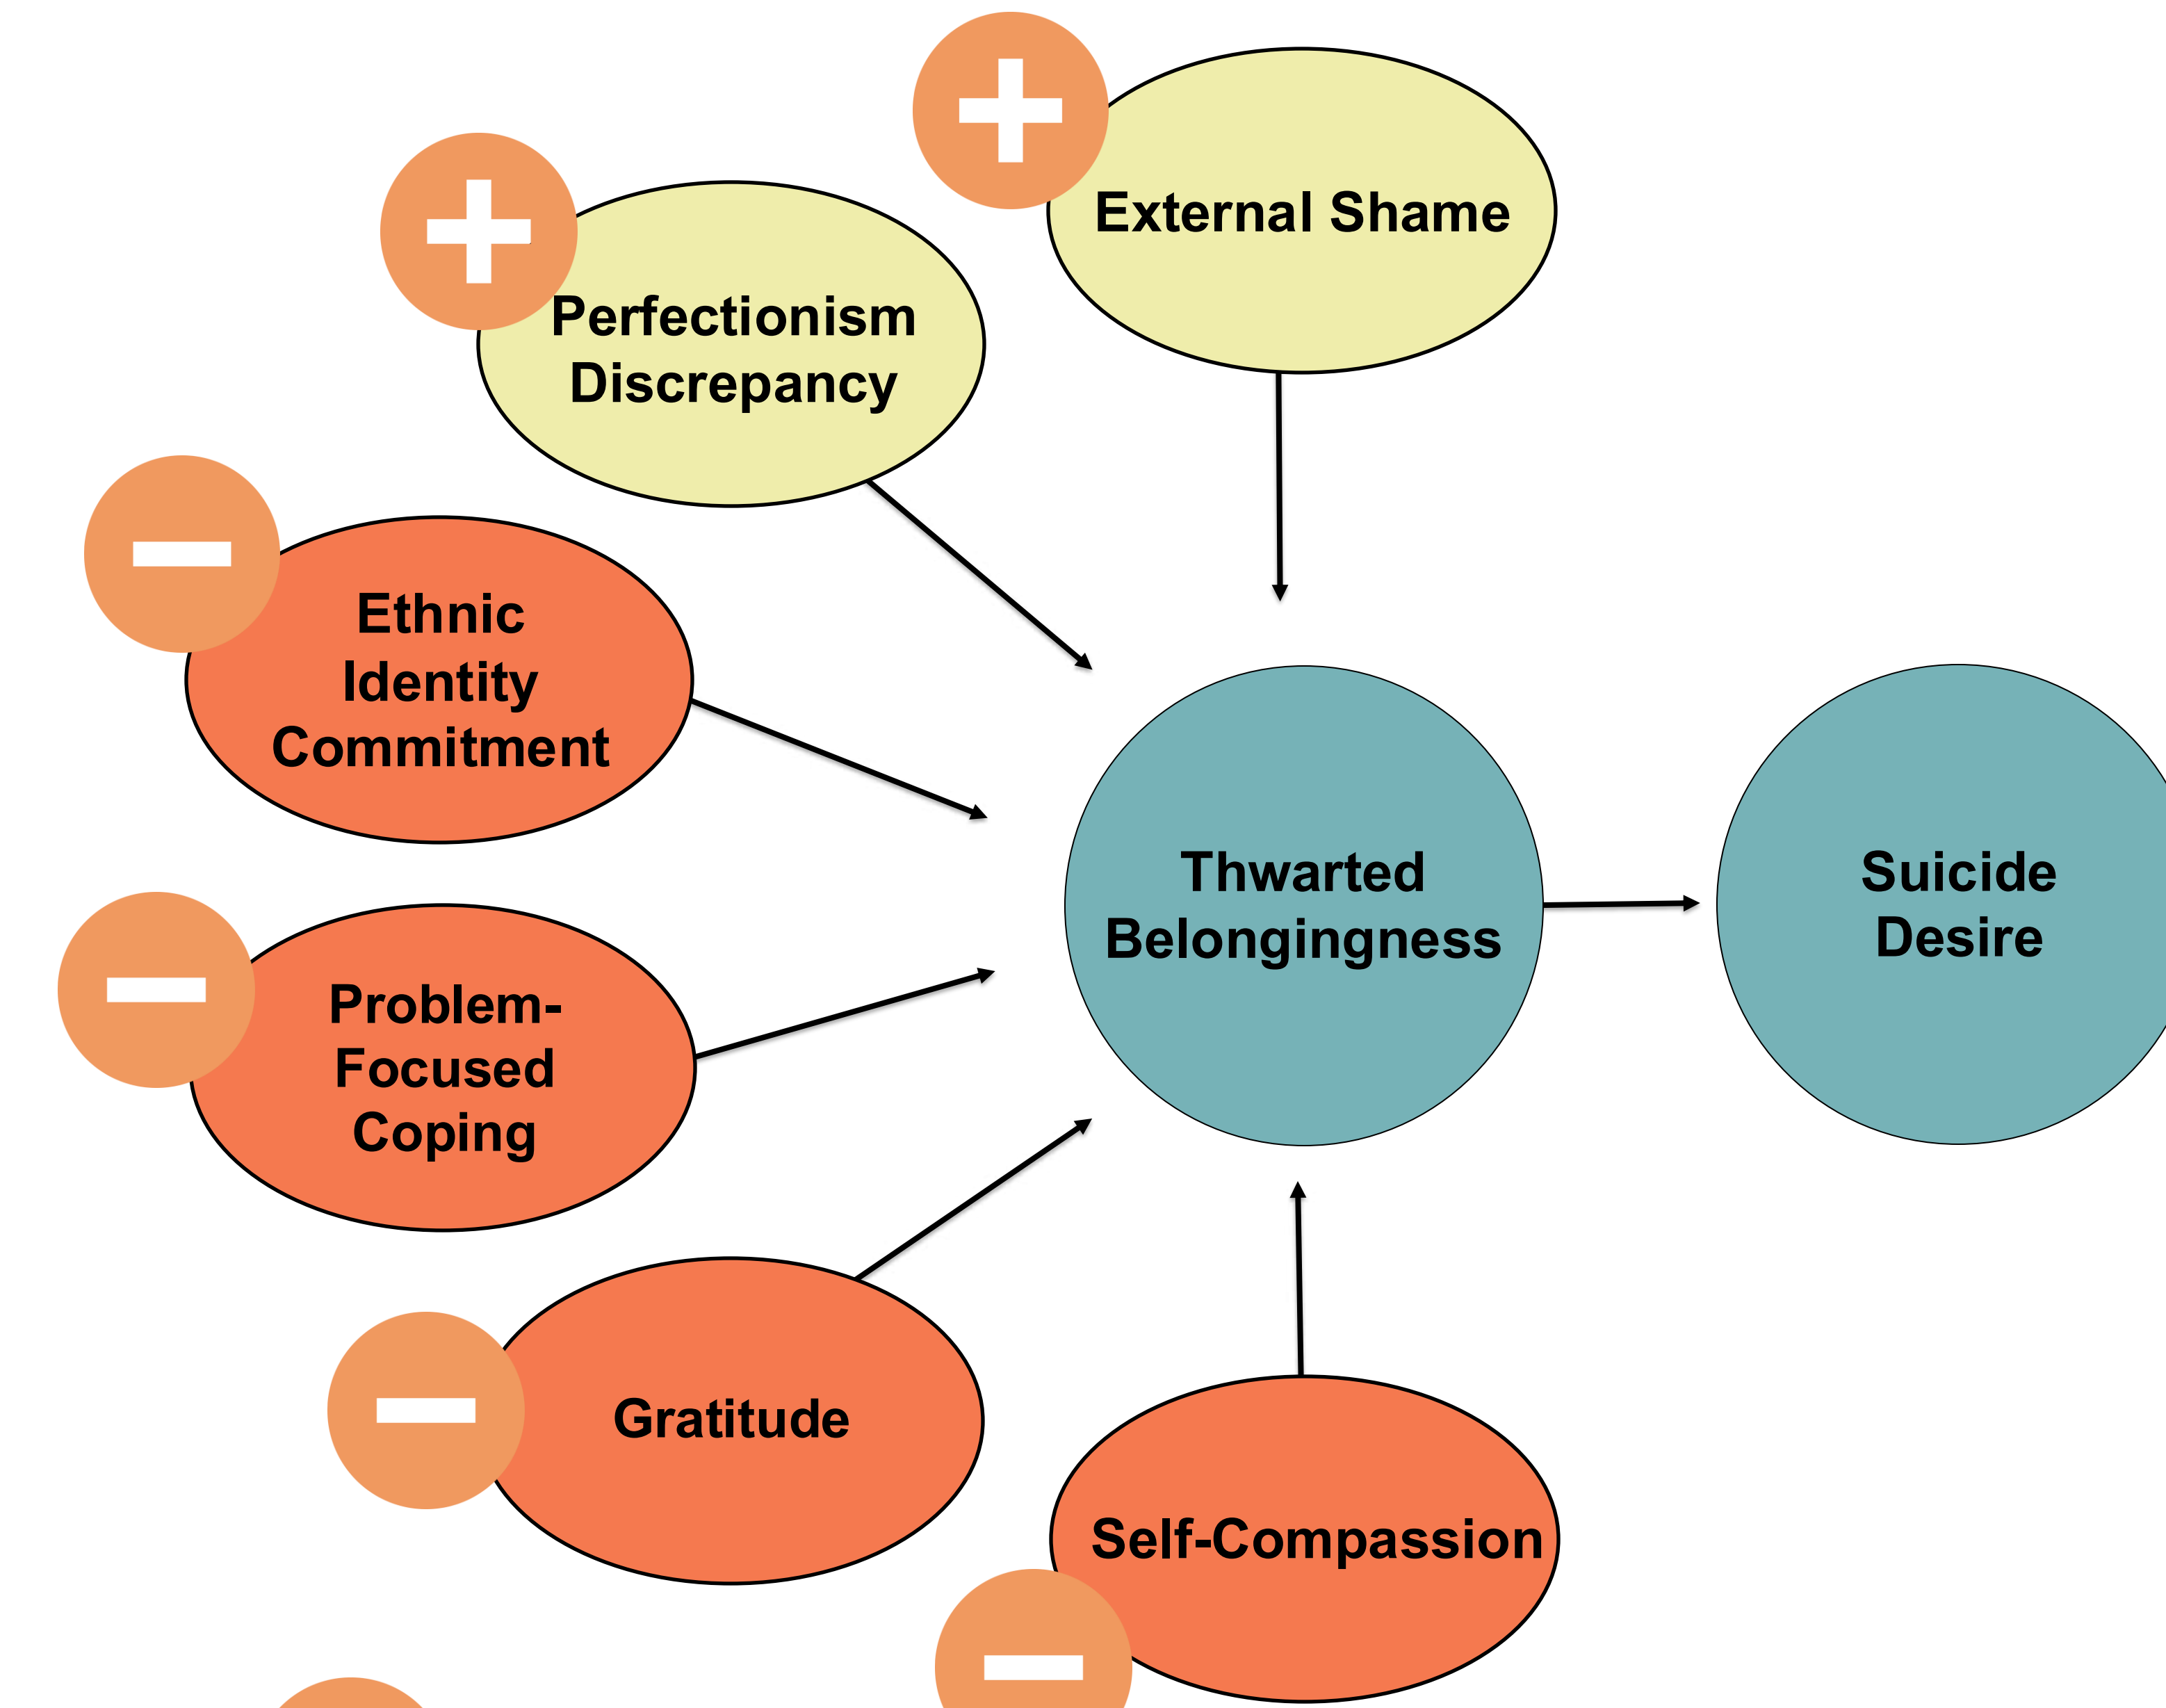 External Shame
Perfectionism
Discrepancy
Ethnic
Identity
Commitment
Thwarted
Belongingness
Suicide
Desire
Problem-
Focused
Coping
Gratitude
Self-Compassion